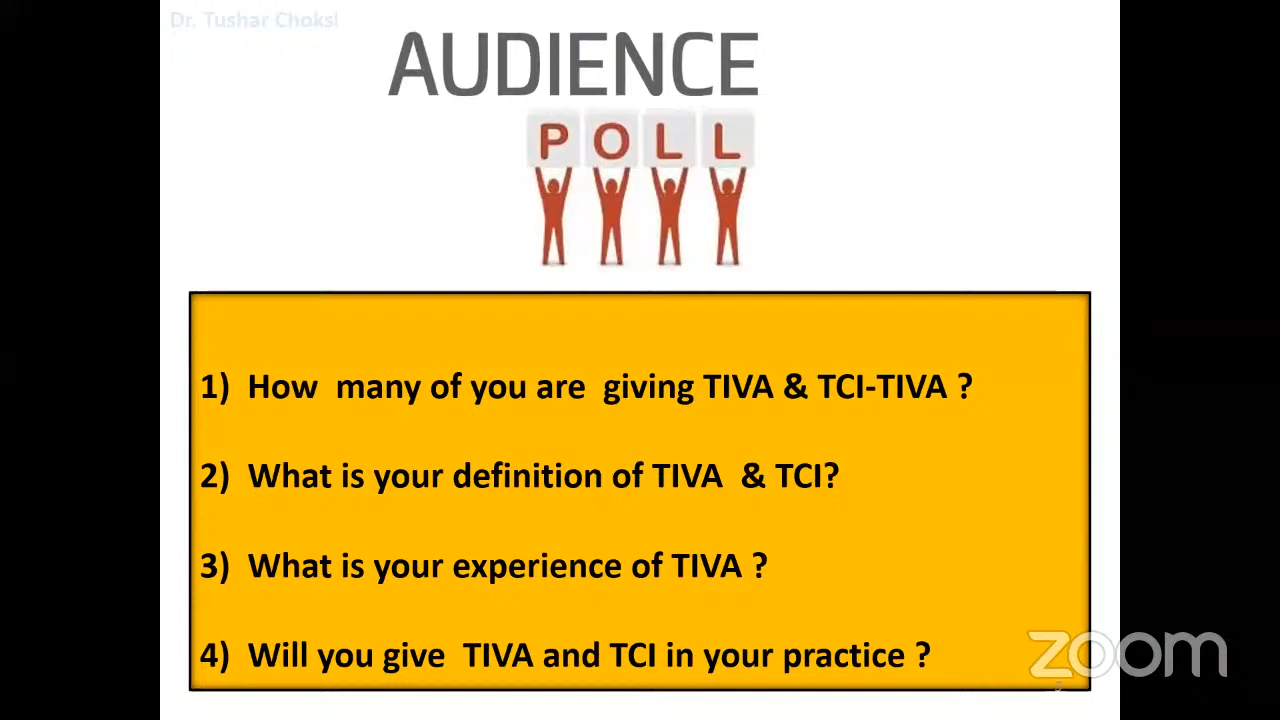 Dr. Tushar Choksi
AUDIENCE
POLL
1) How many of you are giving TIVA & TCI-TIVA ?
2) What is your definition of TIVA & TCI?
3) What is your experience of TIVA ?
4) Will you give TIVA and TCI in your practice ?
zoom